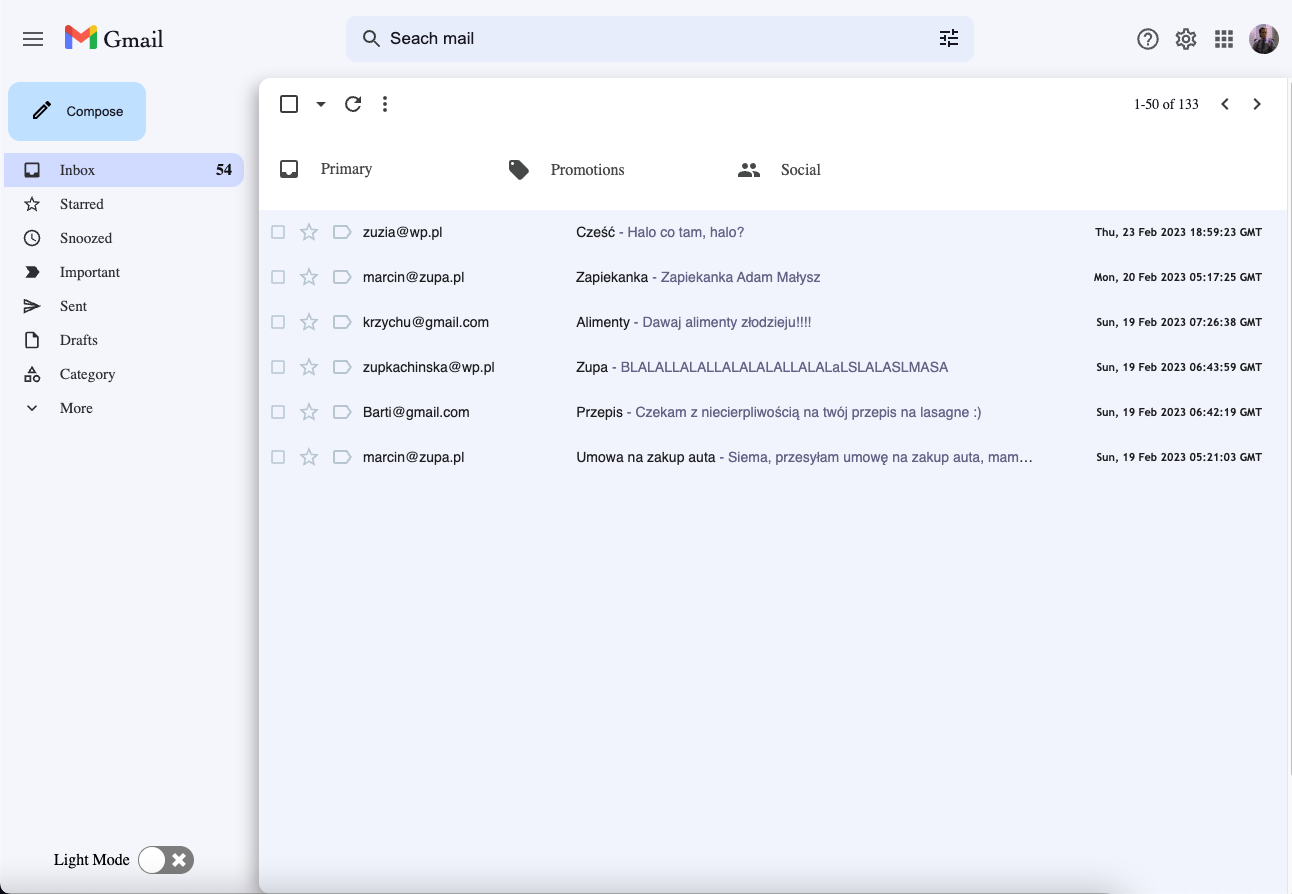 Gmail
Seach mail
Compose
1-50 of 133
Inbox 54
Primary Promotions Social
Starred
Snoozed
Important
Sent
Drafts
Category
More
zuzia@wp.pl Cześć - Halo co tam, halo? Thu, 23 Feb 2023 18:59:23 GMT
marcin@zupa.pl Zapiekanka - Zapiekanka Adam Małysz Mon, 20 Feb 2023 05:17:25 GMT
krzychu@gmail.com Alimenty - Dawaj alimenty złodzieju!!!! Sun, 19 Feb 2023 07:26:38 GMT
zupkachinska@wp.pl Zupa - BLALALLALALLALALALALLALALaLSLALASLMASA Sun, 19 Feb 2023 06:43:59 GMT
Barti@gmail.com Przepis - Czekam z niecierpliwością na twój przepis na lasagne :) Sun, 19 Feb 2023 06:42:19 GMT
marcin@zupa.pl Umowa na zakup auta - Siema, przesyłam umowę na zakup auta, mam… Sun, 19 Feb 2023 05:21:03 GMT
Light Mode